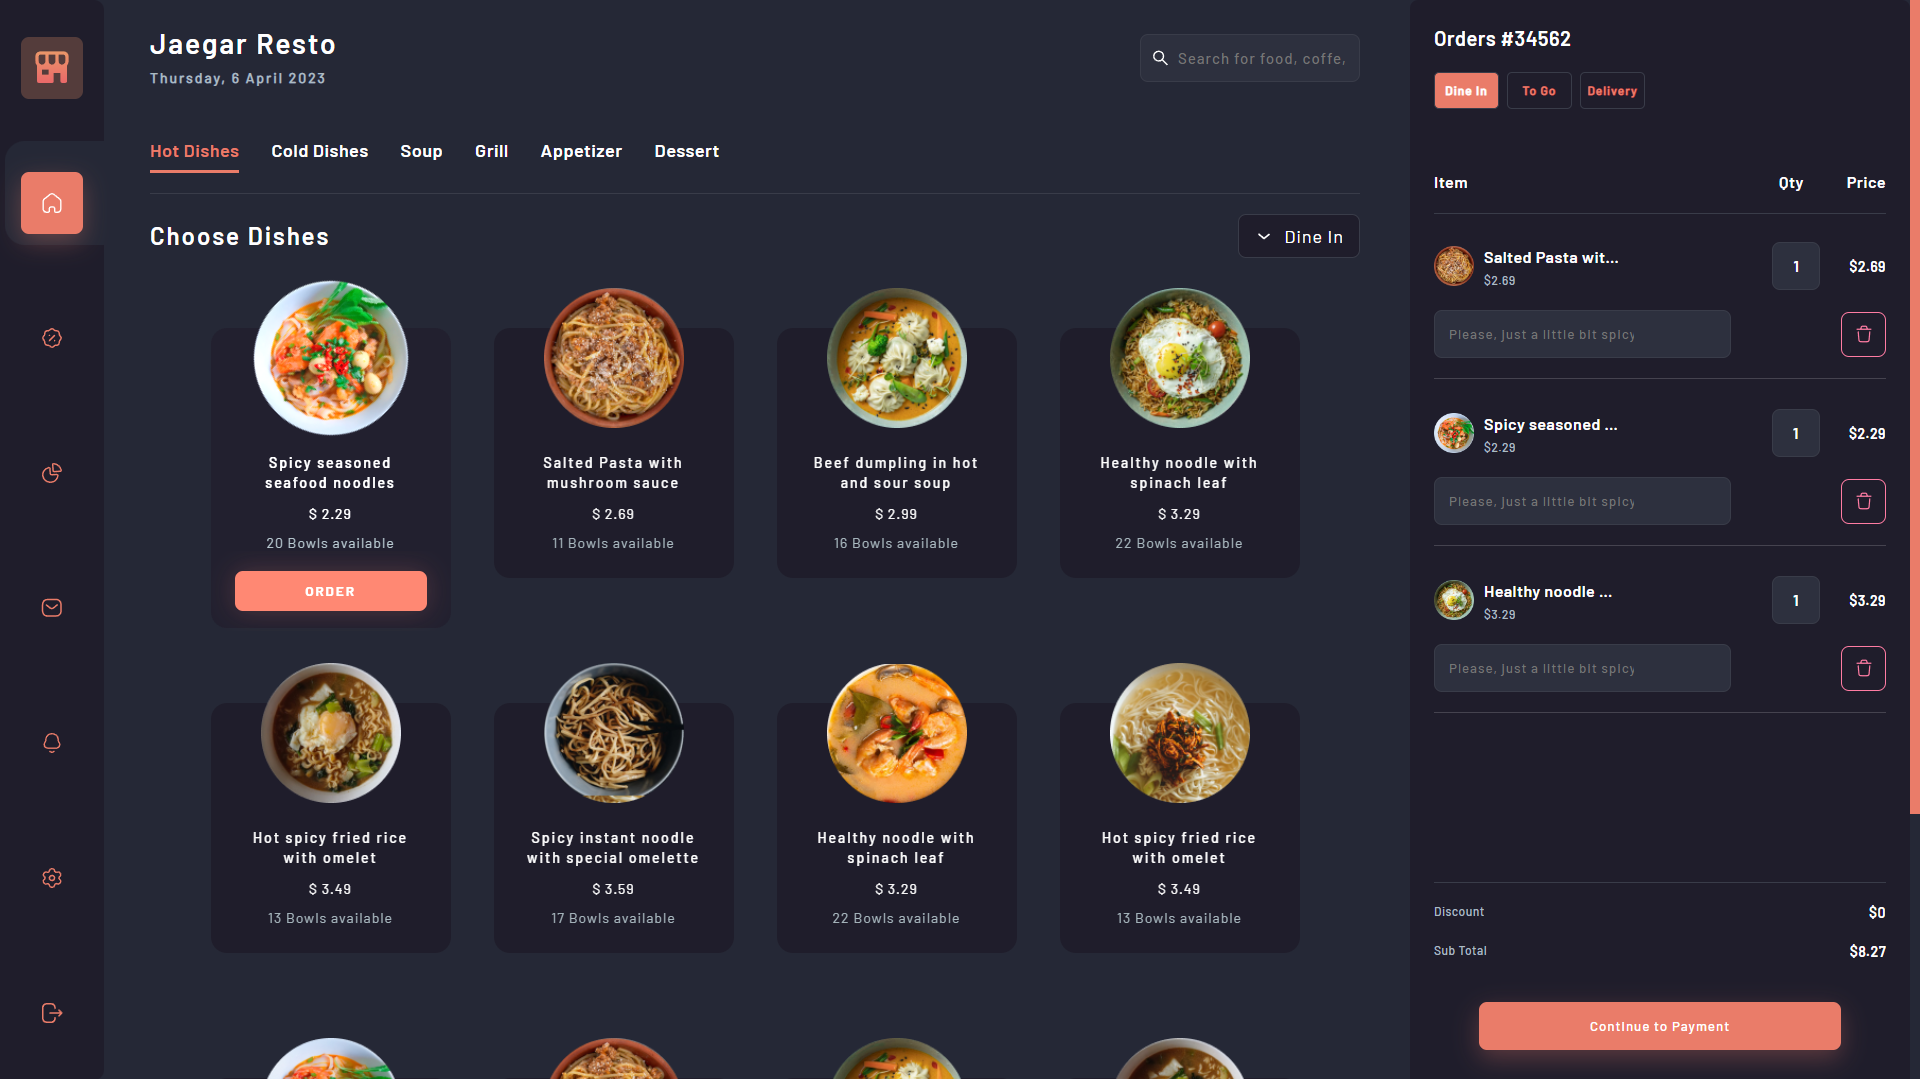 Jaegar Resto
Thursday, 6 April 2023
Search for food, coffe,
Hot Dishes Cold Dishes Soup Grill Appetizer Dessert
Choose Dishes
Dine In
Spicy seasoned
seafood noodles
$ 2.29
20 Bowls available
ORDER
Salted Pasta with
mushroom sauce
$ 2.69
11 Bowls available
Beef dumpling in hot
and sour soup
$ 2.99
16 Bowls available
Healthy noodle with
spinach leaf
$ 3.29
22 Bowls available
Hot spicy fried rice
with omelet
$ 3.49
13 Bowls available
Spicy instant noodle
with special omelette
$ 3.59
17 Bowls available
Healthy noodle with
spinach leaf
$ 3.29
22 Bowls available
Hot spicy fried rice
with omelet
$ 3.49
13 Bowls available
Orders #34562
Dine In To Go Delivery
Item Qty Price
Salted Pasta wit...
$2.69
1
$2.69
Please, just a little bit spicy
Spicy seasoned ...
$2.29
1
$2.29
Please, just a little bit spicy
Healthy noodle ...
$3.29
1
$3.29
Please, just a little bit spicy
Discount $0
Sub Total $8.27
Continue to Payment